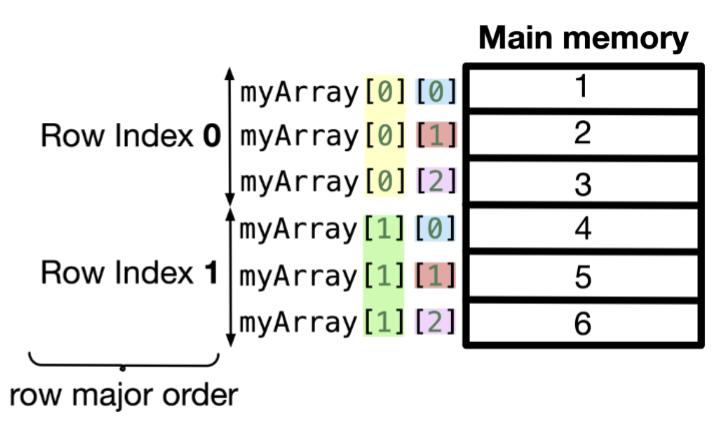 Main memory
myArray[0][0] 1
Row Index 0 myArray[0][1] 2
myArray[0][2] 3
myArray[1][0] 4
Row Index 1 myArray[1][1] 5
myArray[1][2] 6
row major order